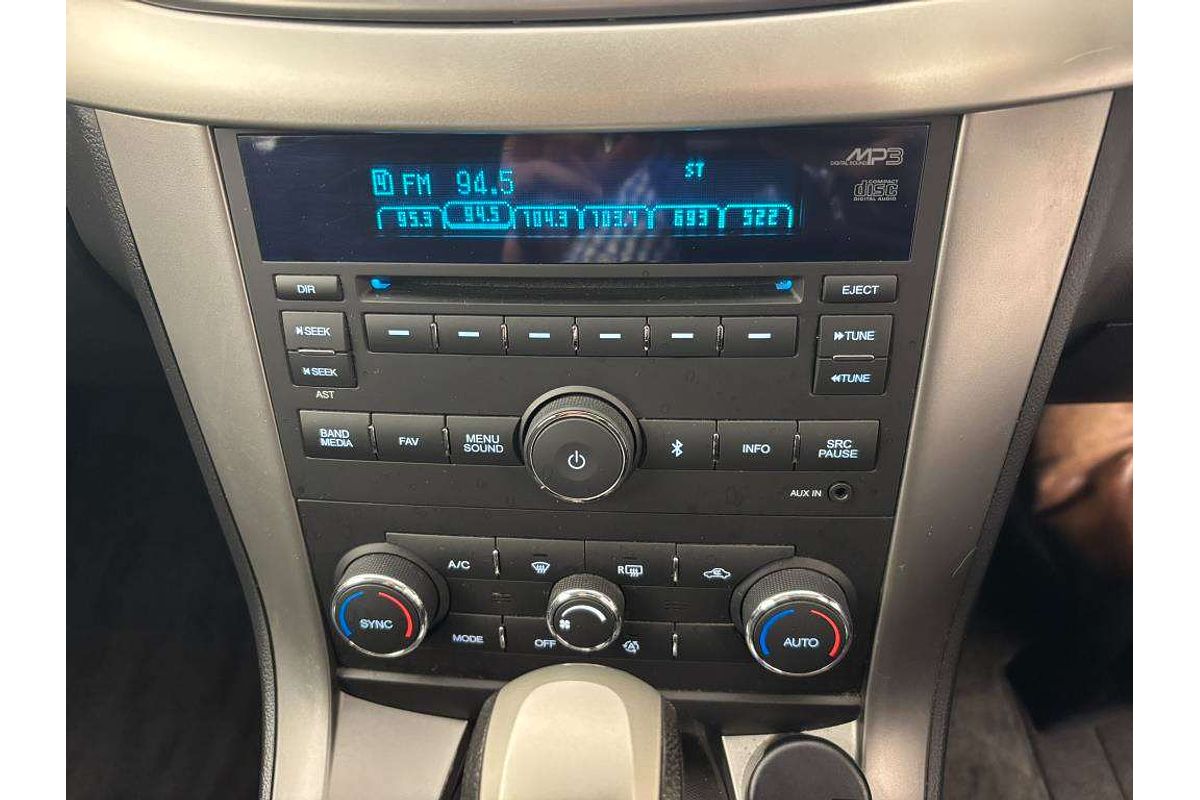 MP3
DIGITAL SOUND
COMPACT
disc
DIGITAL AUDIO
ST
FM 94.5
95.3 94.5 104.3 103.1 693 522
DIR
EJECT
SEEK
TUNE
SEEK
TUNE
AST
BAND
MEDIA
FAV
MENU
SOUND
INFO
SRC
PAUSE
AUX IN
A/C
R
SYNC
MODE
OFF
AUTO